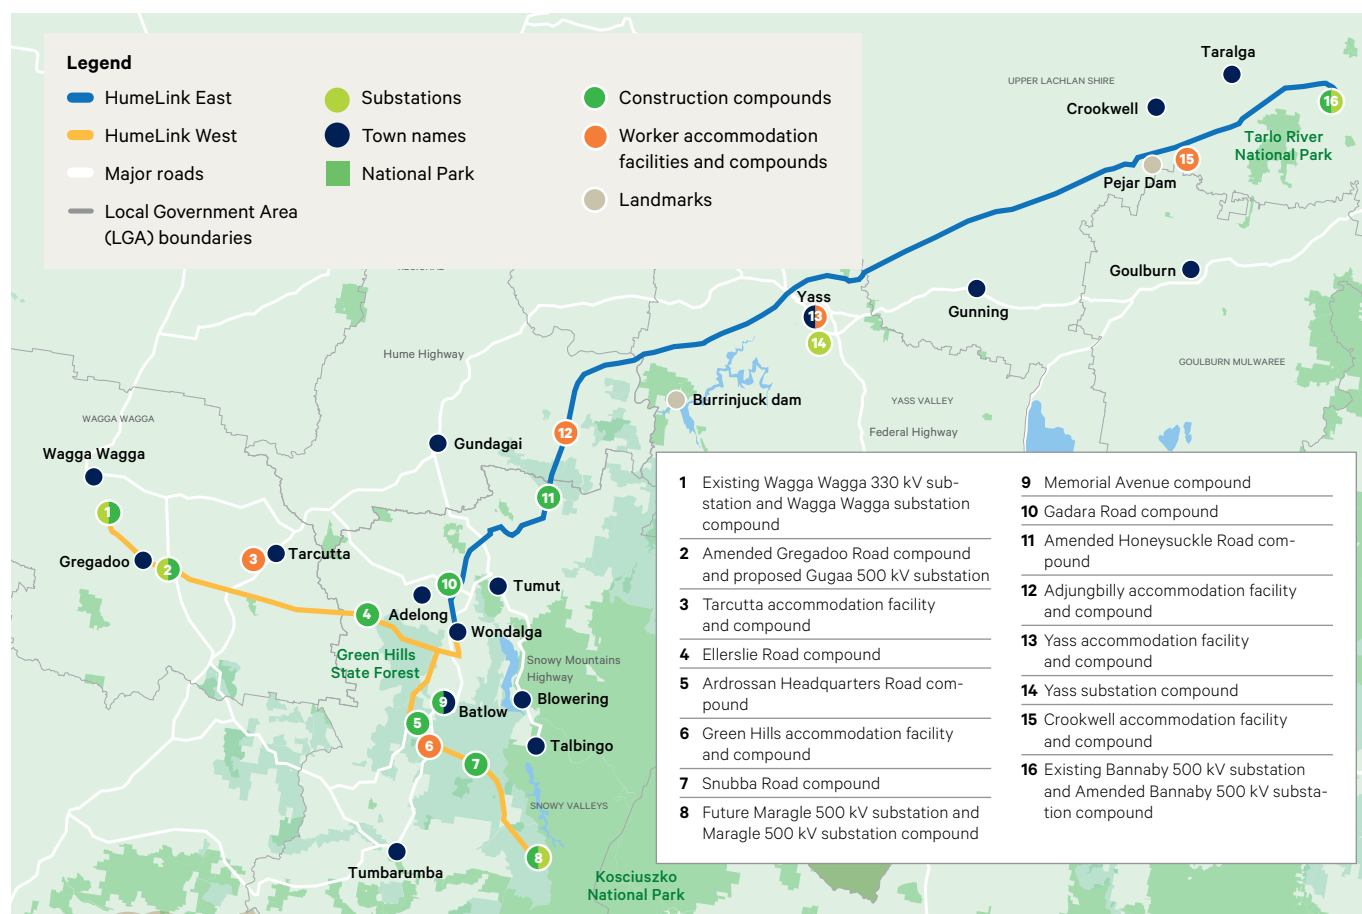 Legend
HumeLink East
HumeLink West
Major roads
Local Government Area
(LGA) boundaries
Substations
Town names
National Park
Construction compounds
Worker accommodation
facilities and compounds
Landmarks
Taralga
UPPER LACHLAN SHIRE
Crookwell
16
Tarlo River
National Park
15
Pejar Dam
Goulburn
Yass
13
14
Gunning
Hume Highway
GOULBURN MULWAREE
Burrinjuck dam
YASS VALLEY
Federal Highway
WAGGA WAGGA
12
Gundagai
Wagga Wagga
11
1
Gregadoo
2
3
Tarcutta
10
Tumut
4
Adelong
Wondalga
Green Hills
State Forest
Snowy Mountains
Highway
9
Batlow
Blowering
5
6
Talbingo
7
SNOWY VALLEYS
Tumbarumba
8
Kosciuszko
National Park
1 Existing Wagga Wagga 330 kV sub-
station and Wagga Wagga substation
compound
2 Amended Gregadoo Road compound
and proposed Gugaa 500 kV substation
3 Tarcutta accommodation facility
and compound
4 Ellerslie Road compound
5 Ardrossan Headquarters Road com-
pound
6 Green Hills accommodation facility
and compound
7 Snubba Road compound
8 Future Maragle 500 kV substation and
Maragle 500 kV substation compound
9 Memorial Avenue compound
10 Gadara Road compound
11 Amended Honeysuckle Road com-
pound
12 Adjungbilly accommodation facility
and compound
13 Yass accommodation facility
and compound
14 Yass substation compound
15 Crookwell accommodation facility
and compound
16 Existing Bannaby 500 kV substation
and Amended Bannaby 500 kV substa-
tion compound